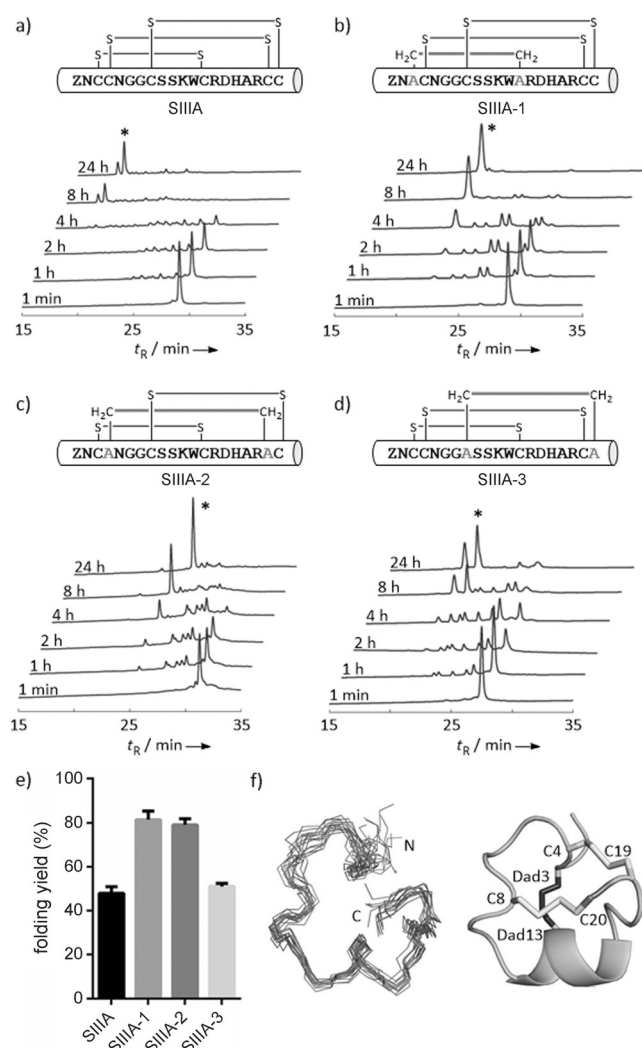 a)
S S
S S
S S
ZNCCNGGCSSKWCRDHARCC
SIIIA
*
24 h
8 h
4 h
2 h
1 h
1 min
15 25 35
tR / min →
b)
S S
S S
H2C CH2
ZNACNGGCSSKWARDHARCC
SIIIA-1
*
24 h
8 h
4 h
2 h
1 h
1 min
15 25 35
tR / min →
c)
S S
H2C CH2
S S
ZNCANGGCSSKWCRDHARAC
SIIIA-2
*
24 h
8 h
4 h
2 h
1 h
1 min
15 25 35
tR / min →
d)
H2C CH2
S S
S S
ZNCCNGGASSKWCRDHARCA
SIIIA-3
*
24 h
8 h
4 h
2 h
1 h
1 min
15 25 35
tR / min →
e)
folding yield (%)
100
80
60
40
20
0
SIIIA SIIIA-1 SIIIA-2 SIIIA-3
f)
N
C
C4 C19
Dad3
C8
C20
Dad13